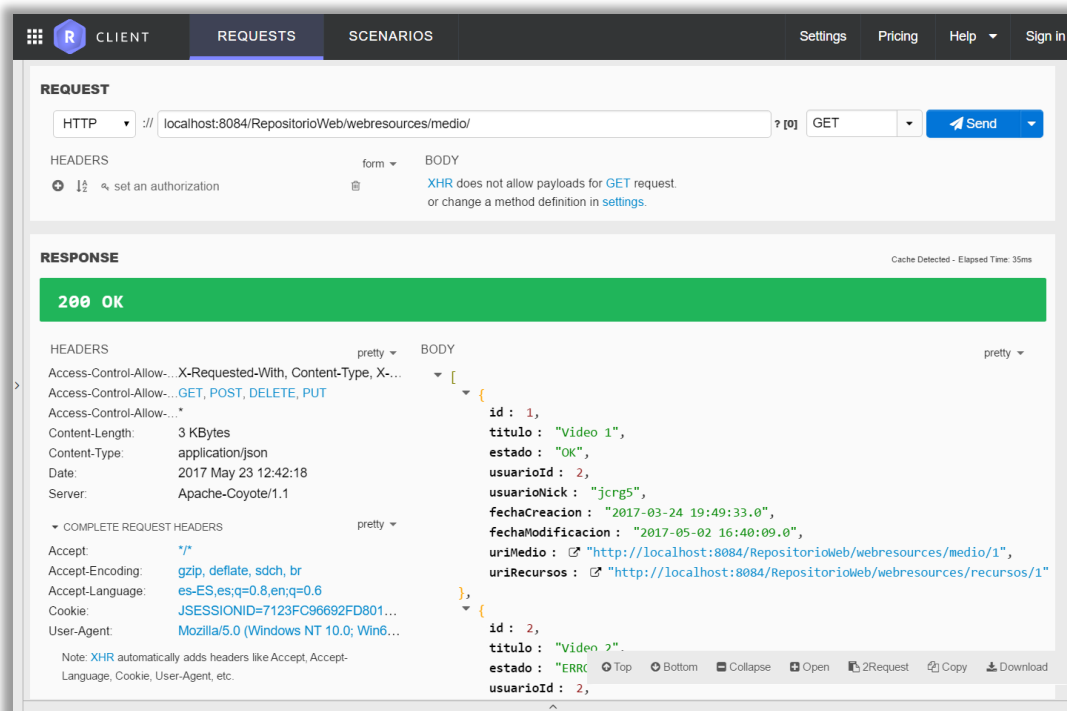 R CLIENT REQUESTS SCENARIOS Settings Pricing Help Sign in
REQUEST
HTTP :// localhost:8084/RepositorioWeb/webresources/medio/ ? [0] GET Send
HEADERS form
set an authorization
BODY
XHR does not allow payloads for GET request.
or change a method definition in settings.
RESPONSE Cache Detected - Elapsed Time: 35ms
200 OK
HEADERS pretty
Access-Control-Allow-...X-Requested-With, Content-Type, X-...
Access-Control-Allow-...GET, POST, DELETE, PUT
Access-Control-Allow-...*
Content-Length: 3 KBytes
Content-Type: application/json
Date: 2017 May 23 12:42:18
Server: Apache-Coyote/1.1
COMPLETE REQUEST HEADERS pretty
Accept: */*
Accept-Encoding: gzip, deflate, sdch, br
Accept-Language: es-ES,es;q=0.8,en;q=0.6
Cookie: JSESSIONID=7123FC96692FD801...
User-Agent: Mozilla/5.0 (Windows NT 10.0; Win6...
Note: XHR automatically adds headers like Accept, Accept-
Language, Cookie, User-Agent, etc.
BODY pretty
[
{
id : 1,
titulo : "Video 1",
estado : "OK",
usuarioId : 2,
usuarioNick : "jcrg5",
fechaCreacion : "2017-03-24 19:49:33.0",
fechaModificacion : "2017-05-02 16:40:09.0",
uriMedio : "http://localhost:8084/RepositorioWeb/webresources/medio/1",
uriRecursos : "http://localhost:8084/RepositorioWeb/webresources/recursos/1"
},
{
id : 2,
titulo : "Video 2",
estado : "ERRO
usuarioId : 2,
Top Bottom Collapse Open 2Request Copy Download